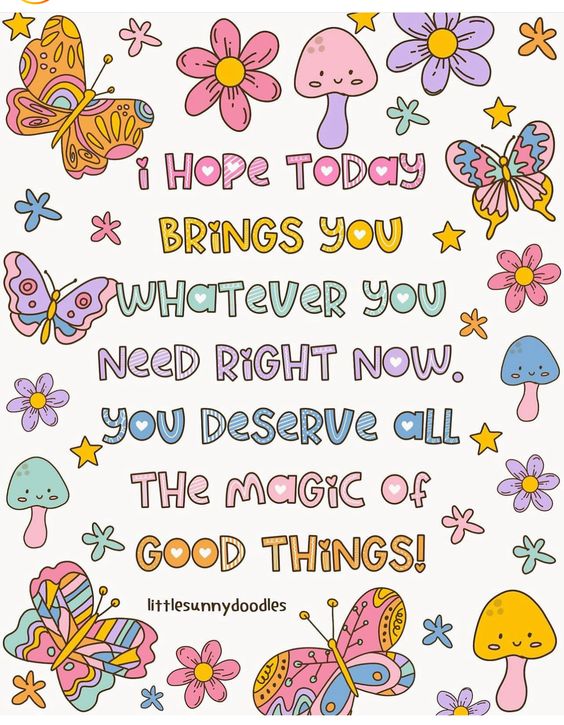 i HOPE TODAY
BRiNGS YOU
WHATEVER YOU
NEED RiGHT NOW.
YOU DESERVE all
THE MaGiC Of
GOOD THiNGS!
littlesunnydoodles